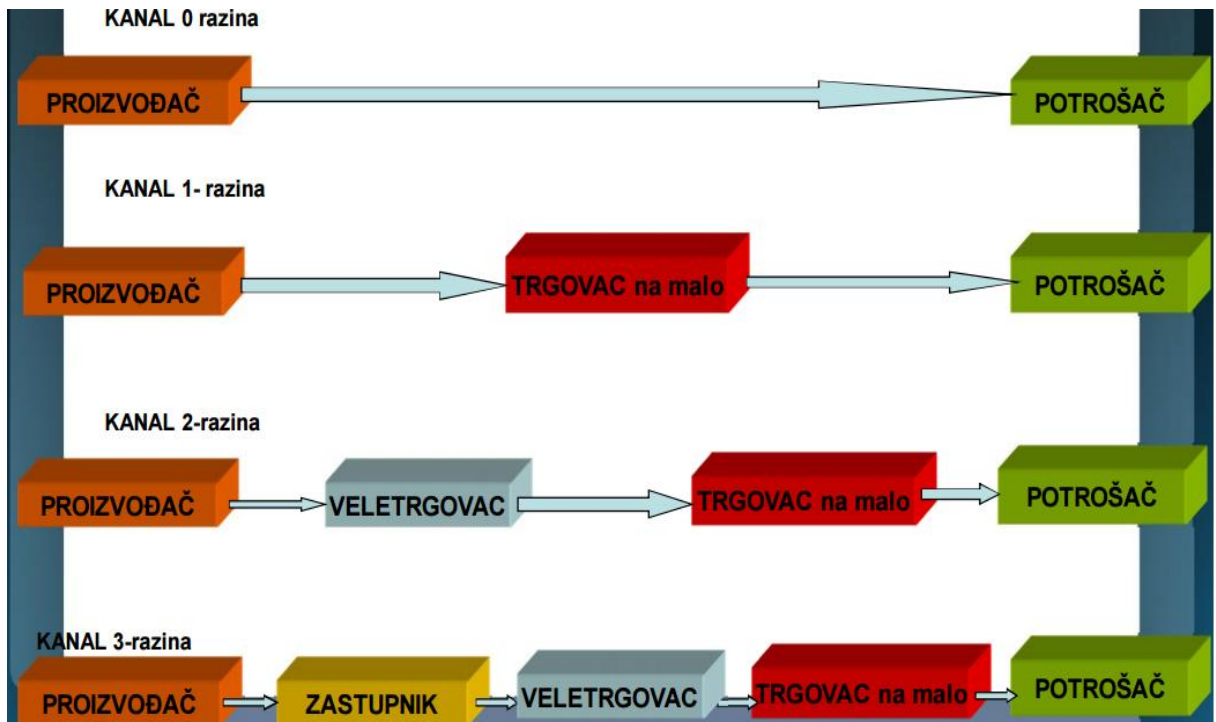 KANAL 0 razina
PROIZVOĐAČ POTROŠAČ
KANAL 1- razina
PROIZVOĐAČ TRGOVAC na malo POTROŠAČ
KANAL 2-razina
PROIZVOĐAČ VELETRGOVAC TRGOVAC na malo POTROŠAČ
KANAL 3-razina
PROIZVOĐAČ ZASTUPNIK VELETRGOVAC TRGOVAC na malo POTROŠAČ